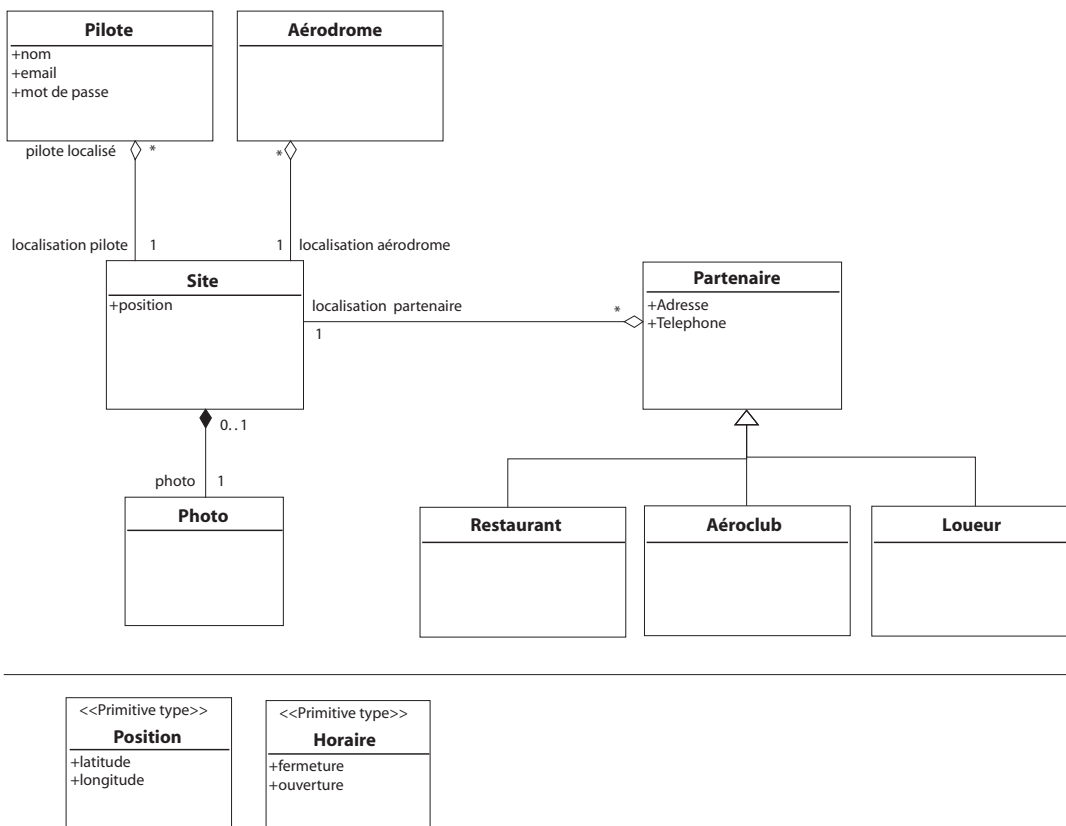 Pilote
+nom
+email
+mot de passe
Aérodrome
pilote localisé
*
*
localisation pilote
1
1
localisation aérodrome
Site
+position
localisation partenaire
1
*
Partenaire
+Adresse
+Telephone
0..1
photo
1
Photo
Restaurant
Aéroclub
Loueur
<<Primitive type>>
Position
+latitude
+longitude
<<Primitive type>>
Horaire
+fermeture
+ouverture